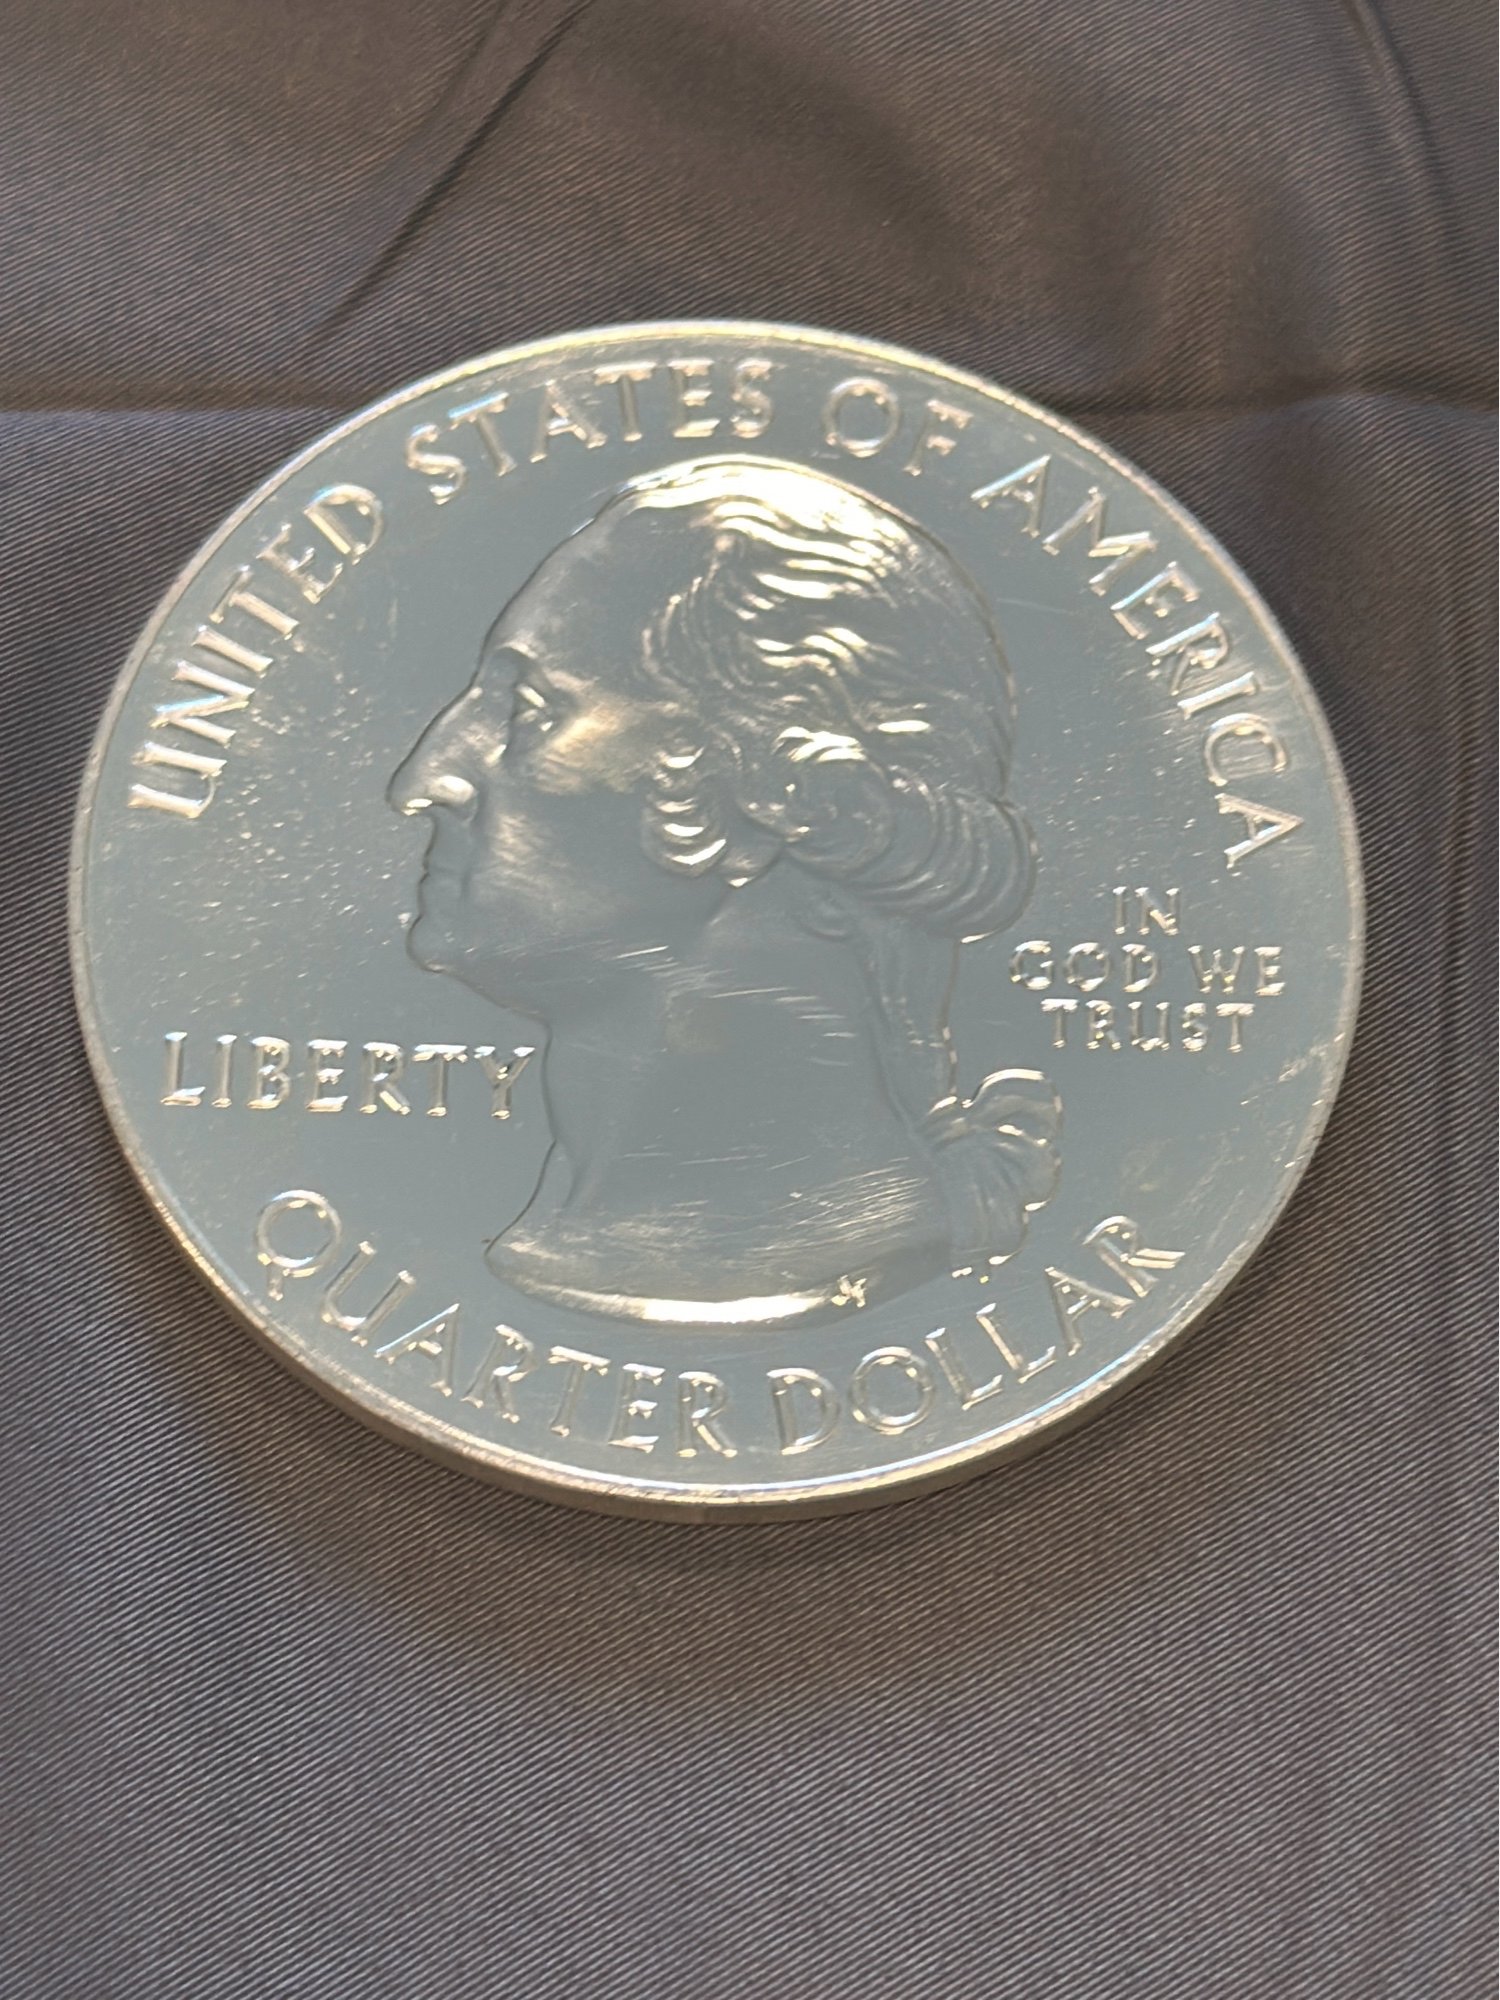 UNITED STATES OF AMERICA
LIBERTY
IN
GOD WE
TRUST
QUARTER DOLLAR